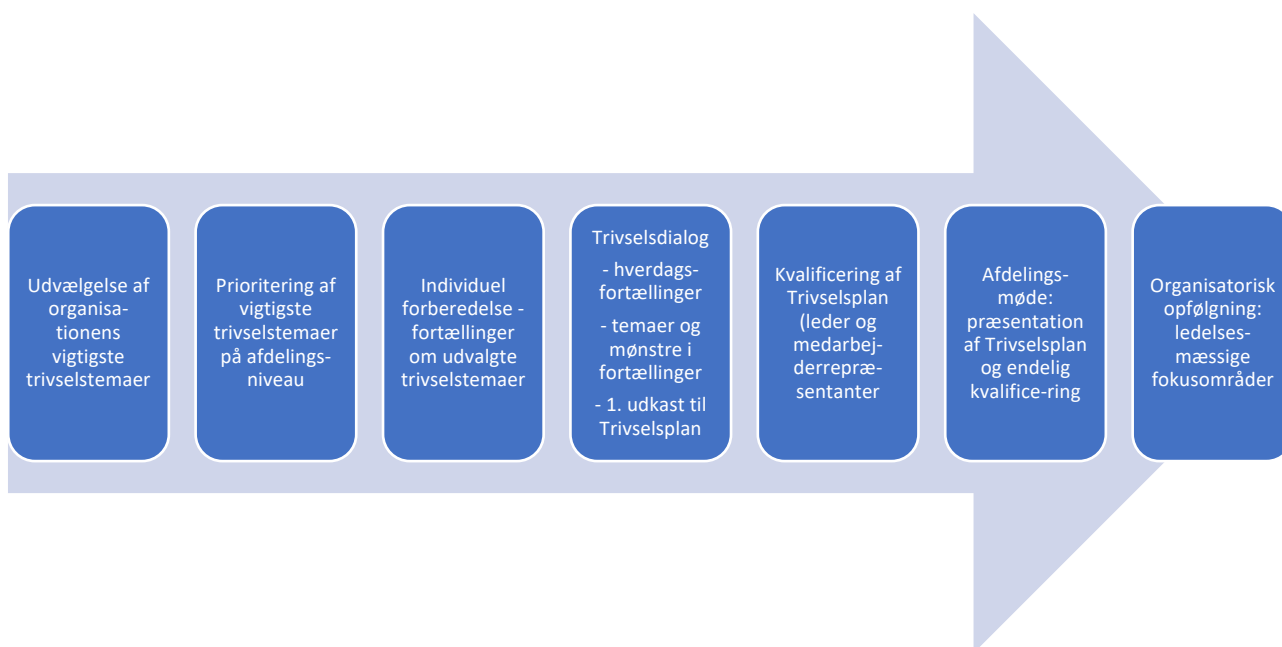 Udvælgelse af
organisa-
tionens
vigtigste
trivselstemaer
Prioritering af
vigtigste
trivselstemaer
på afdelings-
niveau
Individuel
forberedelse -
fortællinger
om udvalgte
trivselstemaer
Trivselsdialog
- hverdags-
fortællinger
- temaer og
mønstre i
fortællinger
- 1. udkast til
Trivselsplan
Kvalificering af
Trivselsplan
(leder og
medarbej-
derrepræ-
sentanter
Afdelings-
møde:
præsentation
af Trivselsplan
og endelig
kvalifice-ring
Organisatorisk
opfølgning:
ledelses-
mæssige
fokusområder